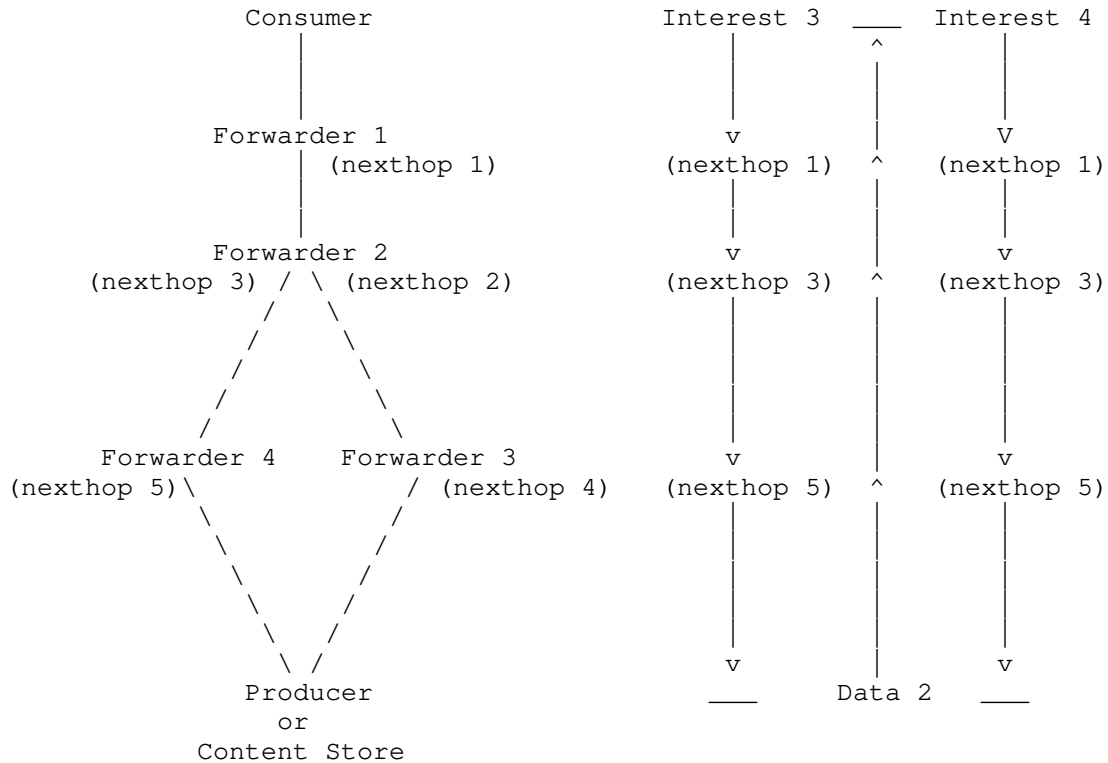 Consumer Interest 3 ___ Interest 4
^
Forwarder 1 v V
(nexthop 1) (nexthop 1) ^ (nexthop 1)
Forwarder 2 v v
(nexthop 3) / \ (nexthop 2) (nexthop 3) ^ (nexthop 3)
Forwarder 4 Forwarder 3 v v
(nexthop 5) \ / (nexthop 4) (nexthop 5) ^ (nexthop 5)
v v
Producer ___ Data 2 ___
or
Content Store